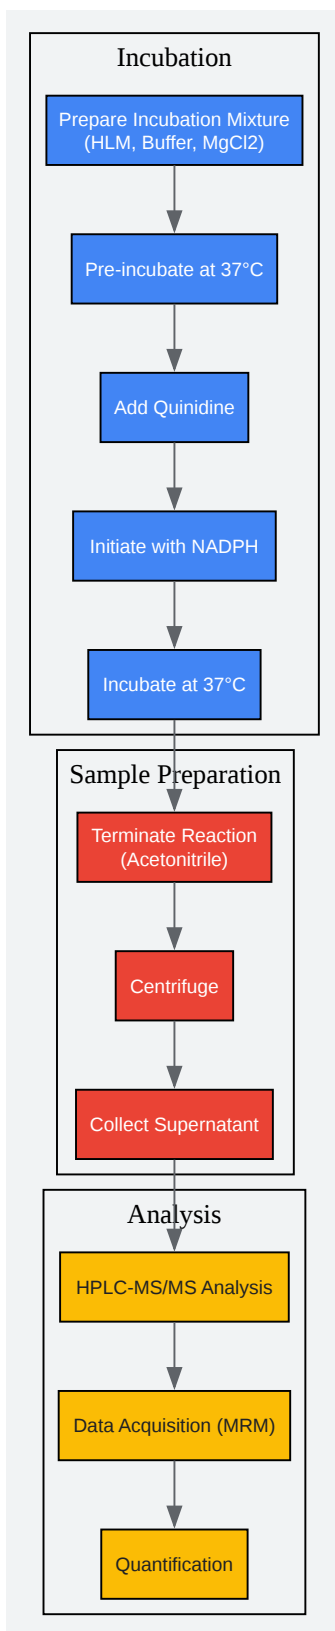 Incubation
Prepare Incubation Mixture
(HLM, Buffer, MgCl2)
Pre-incubate at 37°C
Add Quinidine
Initiate with NADPH
Incubate at 37°C
Sample Preparation
Terminate Reaction
(Acetonitrile)
Centrifuge
Collect Supernatant
Analysis
HPLC-MS/MS Analysis
Data Acquisition (MRM)
Quantification